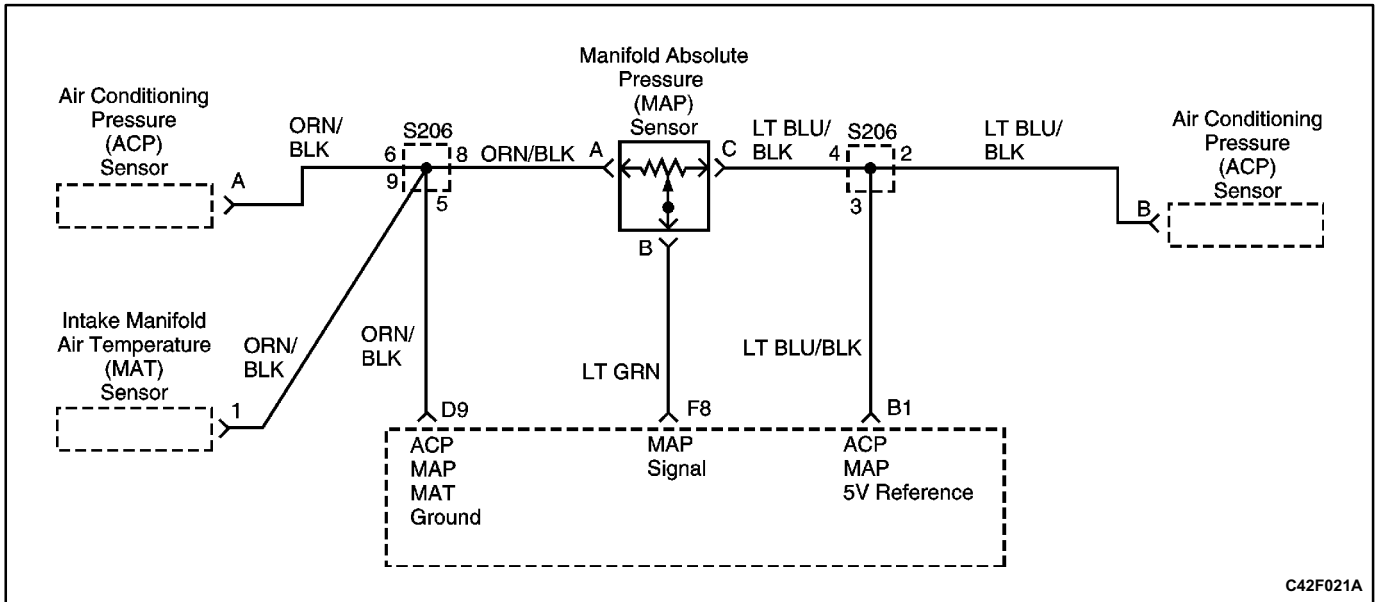 Manifold Absolute
Pressure
(MAP)
Sensor
Air Conditioning
Pressure
(ACP)
Sensor
ORN/
BLK
S206
6
8
9
5
ORN/BLK
A
C
LT BLU/
BLK
S206
4
2
3
LT BLU/
BLK
Air Conditioning
Pressure
(ACP)
Sensor
A
B
B
Intake Manifold
Air Temperature
(MAT)
Sensor
ORN/
BLK
ORN/
BLK
LT GRN
LT BLU/BLK
1
D9
F8
B1
ACP
MAP
MAT
Ground
MAP
Signal
ACP
MAP
5V Reference
C42F021A